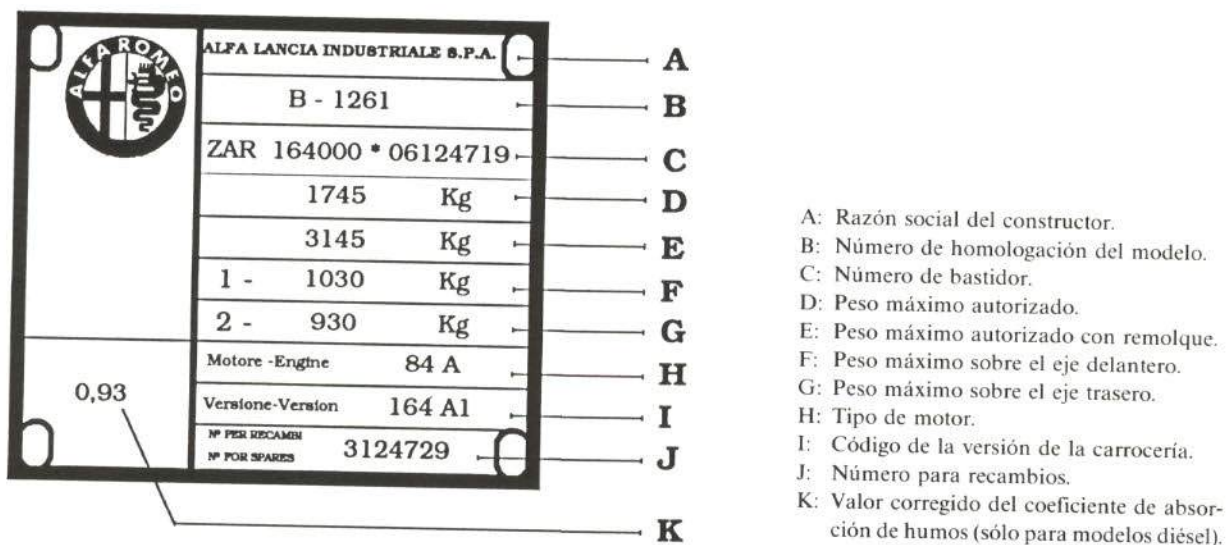 ALFA ROMEO
ALFA LANCIA INDUSTRIALE S.P.A.
A
B - 1261
B
ZAR 164000 * 06124719
C
1745 Kg
D
3145 Kg
E
1 - 1030 Kg
F
2 - 930 Kg
G
Motore -Engine 84 A
H
0,93
Versione-Version 164 A1
I
Nº PER RECAMBI
Nº FOR SPARES
3124729
J
K
A: Razón social del constructor.
B: Número de homologación del modelo.
C: Número de bastidor.
D: Peso máximo autorizado.
E: Peso máximo autorizado con remolque.
F: Peso máximo sobre el eje delantero.
G: Peso máximo sobre el eje trasero.
H: Tipo de motor.
I: Código de la versión de la carrocería.
J: Número para recambios.
K: Valor corregido del coeficiente de absor-
ción de humos (sólo para modelos diésel).